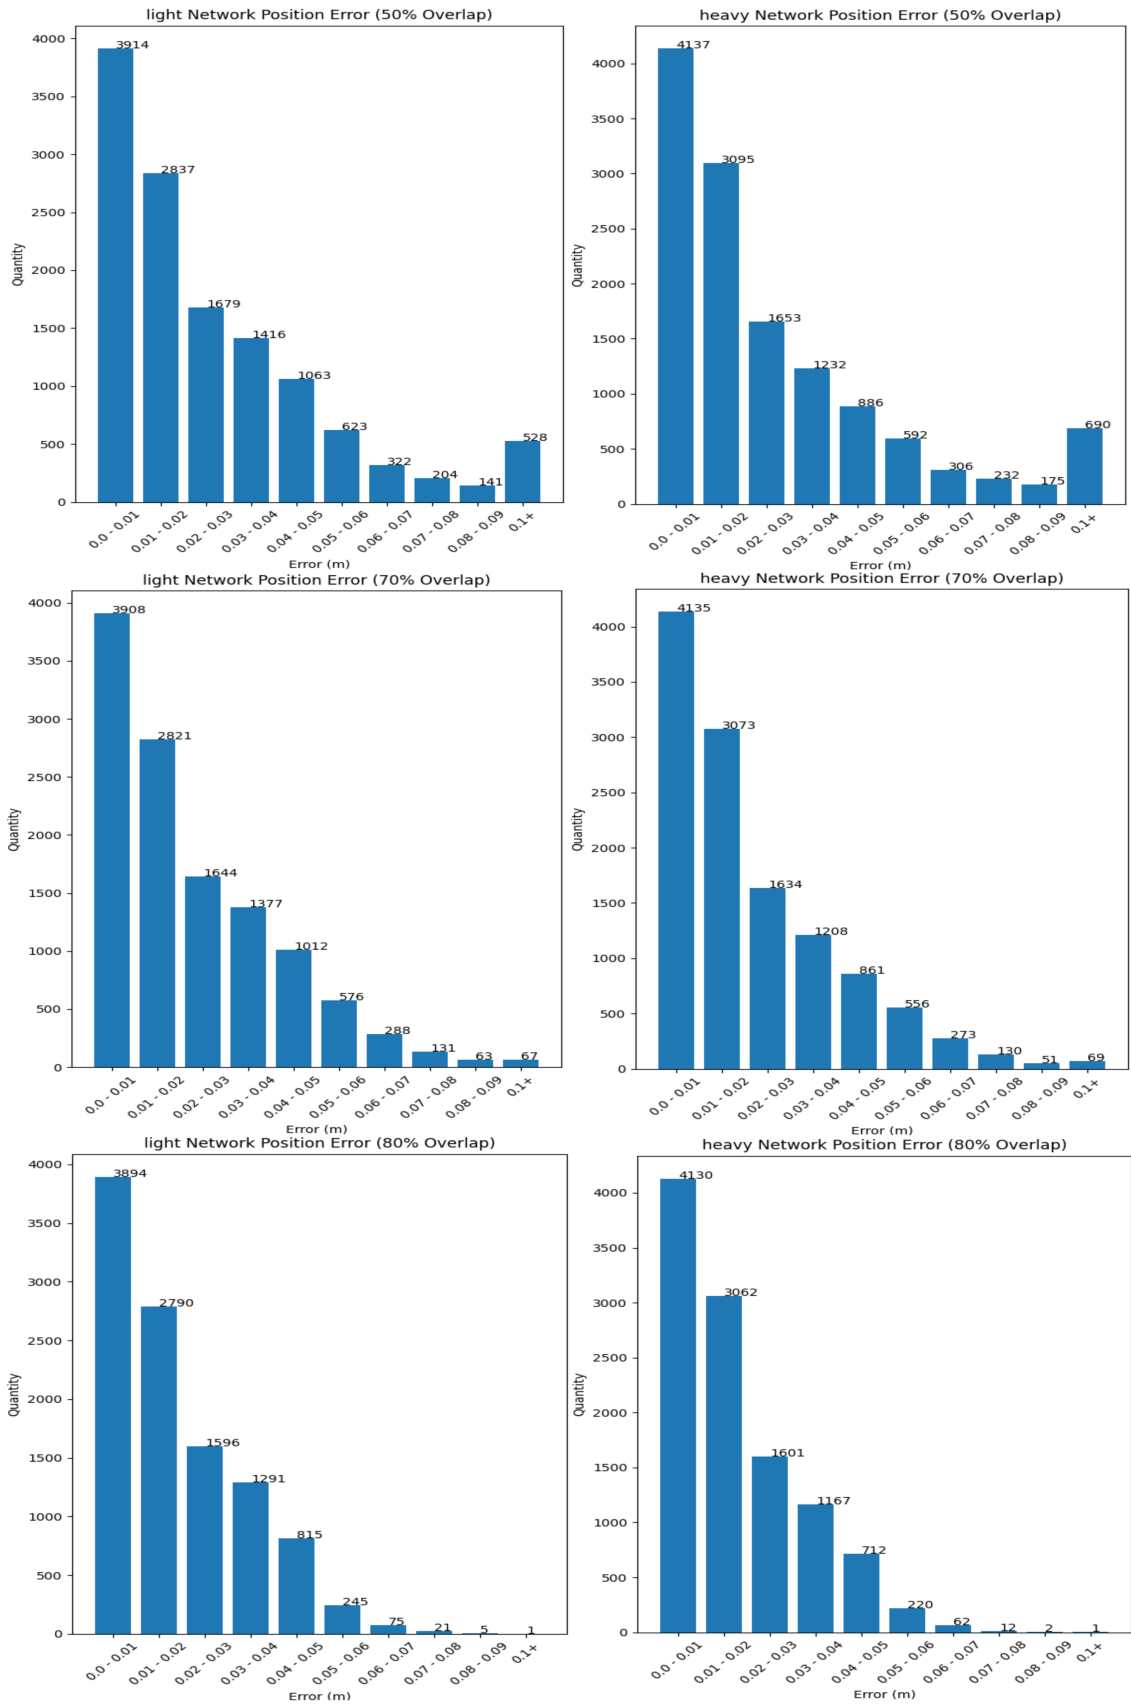 light Network Position Error (50% Overlap)
4000
3500
3000
2500
2000
1500
1000
500
0
Quantity
3914
2837
1679
1416
1063
623
322
204
141
528
0.0 - 0.01
0.01 - 0.02
0.02 - 0.03
0.03 - 0.04
0.04 - 0.05
0.05 - 0.06
0.06 - 0.07
0.07 - 0.08
0.08 - 0.09
0.1+
Error (m)
heavy Network Position Error (50% Overlap)
4000
3500
3000
2500
2000
1500
1000
500
0
Quantity
4137
3095
1653
1232
886
592
306
232
175
690
0.0 - 0.01
0.01 - 0.02
0.02 - 0.03
0.03 - 0.04
0.04 - 0.05
0.05 - 0.06
0.06 - 0.07
0.07 - 0.08
0.08 - 0.09
0.1+
Error (m)
light Network Position Error (70% Overlap)
4000
3500
3000
2500
2000
1500
1000
500
0
Quantity
3908
2821
1644
1377
1012
576
288
131
63
67
0.0 - 0.01
0.01 - 0.02
0.02 - 0.03
0.03 - 0.04
0.04 - 0.05
0.05 - 0.06
0.06 - 0.07
0.07 - 0.08
0.08 - 0.09
0.1+
Error (m)
heavy Network Position Error (70% Overlap)
4000
3500
3000
2500
2000
1500
1000
500
0
Quantity
4135
3073
1634
1208
861
556
273
130
51
69
0.0 - 0.01
0.01 - 0.02
0.02 - 0.03
0.03 - 0.04
0.04 - 0.05
0.05 - 0.06
0.06 - 0.07
0.07 - 0.08
0.08 - 0.09
0.1+
Error (m)
light Network Position Error (80% Overlap)
4000
3500
3000
2500
2000
1500
1000
500
0
Quantity
3894
2790
1596
1291
815
245
75
21
5
1
0.0 - 0.01
0.01 - 0.02
0.02 - 0.03
0.03 - 0.04
0.04 - 0.05
0.05 - 0.06
0.06 - 0.07
0.07 - 0.08
0.08 - 0.09
0.1+
Error (m)
heavy Network Position Error (80% Overlap)
4000
3500
3000
2500
2000
1500
1000
500
0
Quantity
4130
3062
1601
1167
712
220
62
12
2
1
0.0 - 0.01
0.01 - 0.02
0.02 - 0.03
0.03 - 0.04
0.04 - 0.05
0.05 - 0.06
0.06 - 0.07
0.07 - 0.08
0.08 - 0.09
0.1+
Error (m)